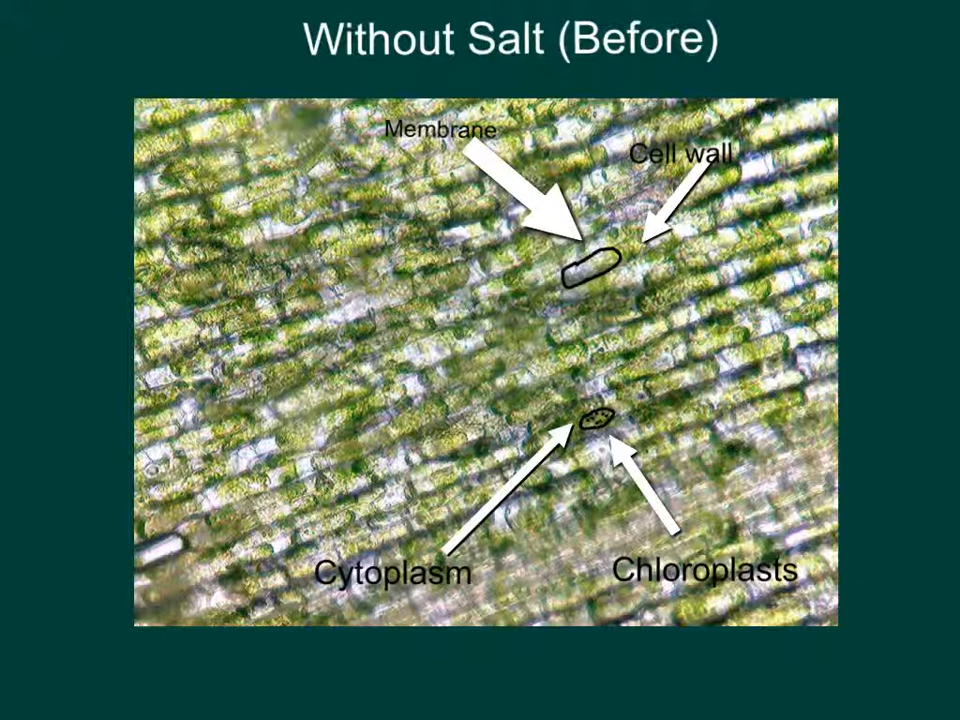 Without Salt (Before)
Membrane
Cell wall
Cytoplasm
Chloroplasts